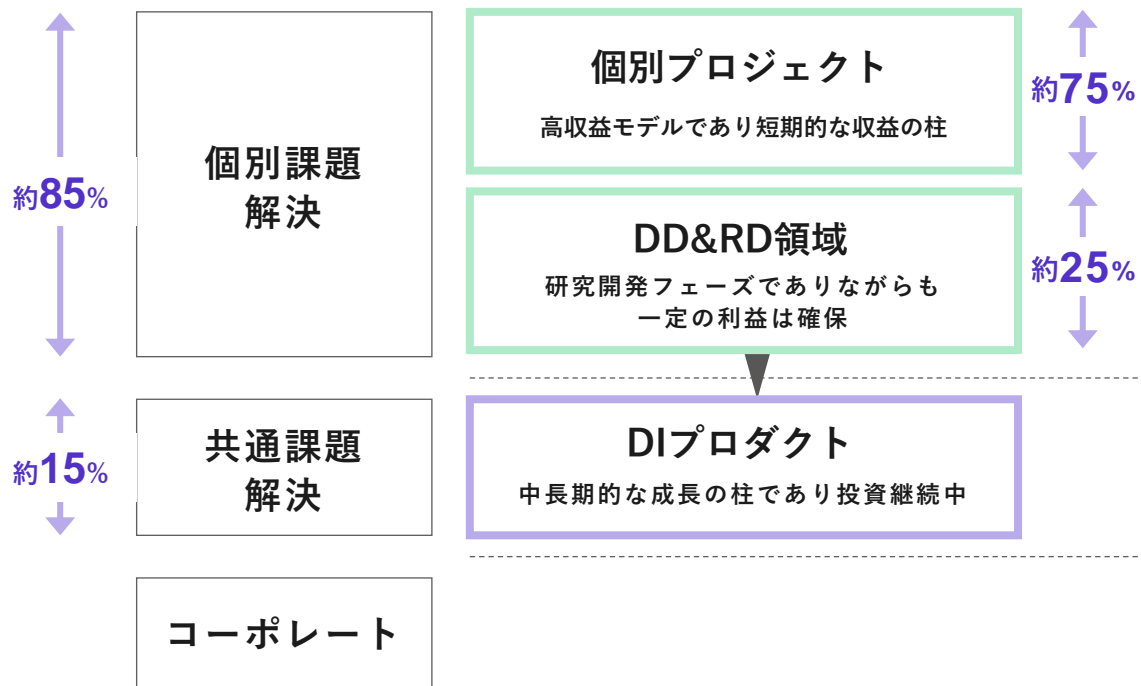 約85%
個別課題
解決
個別プロジェクト
高収益モデルであり短期的な収益の柱
約75%
DD&RD領域
研究開発フェーズでありながらも
一定の利益は確保
約25%
約15%
共通課題
解決
DIプロダクト
中長期的な成長の柱であり投資継続中
コーポレート